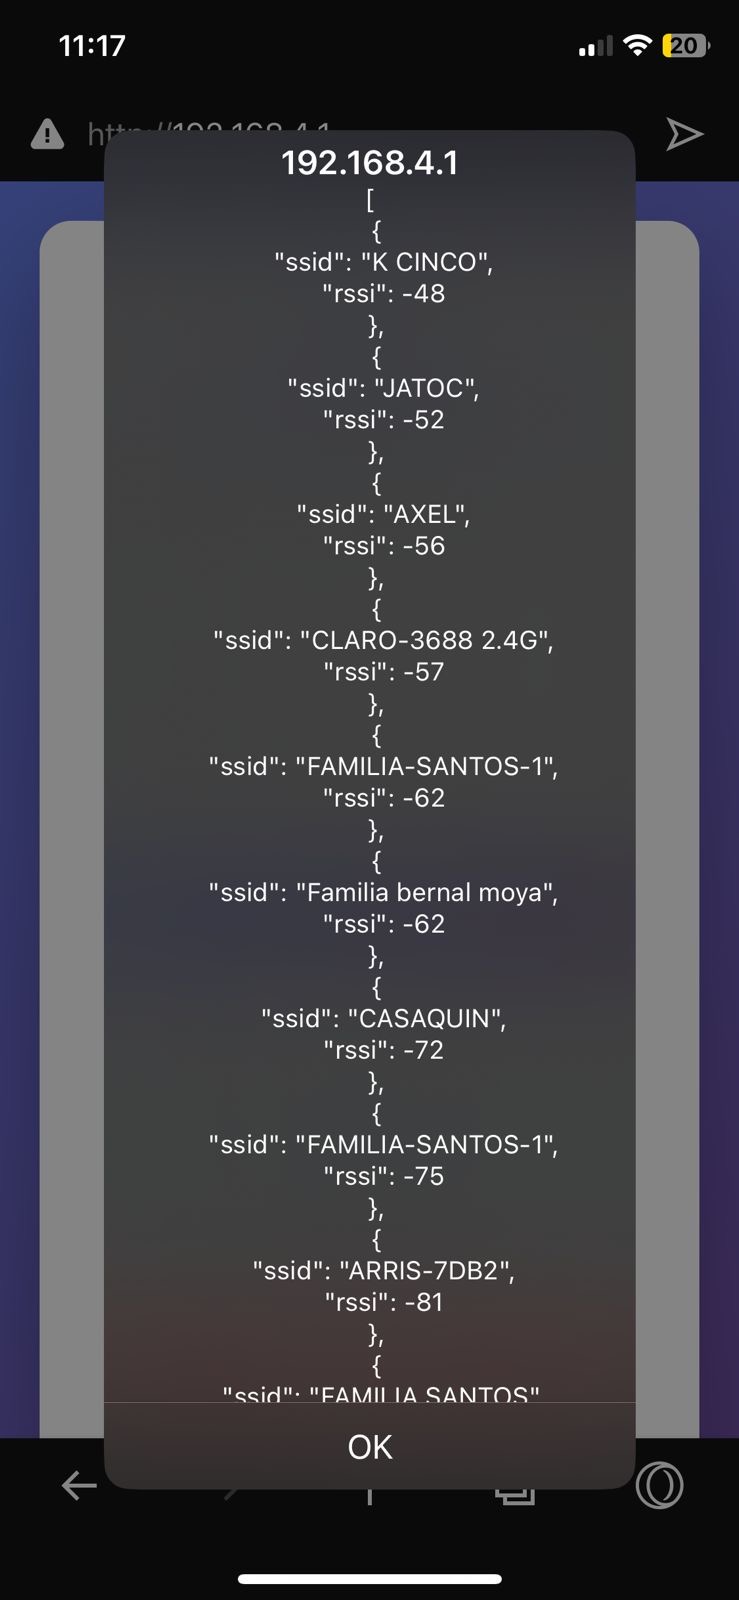 11:17
20
http://192.168.4.1
192.168.4.1
[
{
"ssid": "K CINCO",
"rssi": -48
},
{
"ssid": "JATOC",
"rssi": -52
},
{
"ssid": "AXEL",
"rssi": -56
},
{
"ssid": "CLARO-3688 2.4G",
"rssi": -57
},
{
"ssid": "FAMILIA-SANTOS-1",
"rssi": -62
},
{
"ssid": "Familia bernal moya",
"rssi": -62
},
{
"ssid": "CASAQUIN",
"rssi": -72
},
{
"ssid": "FAMILIA-SANTOS-1",
"rssi": -75
},
{
"ssid": "ARRIS-7DB2",
"rssi": -81
},
{
"ssid": "FAMILIA SANTOS"
OK